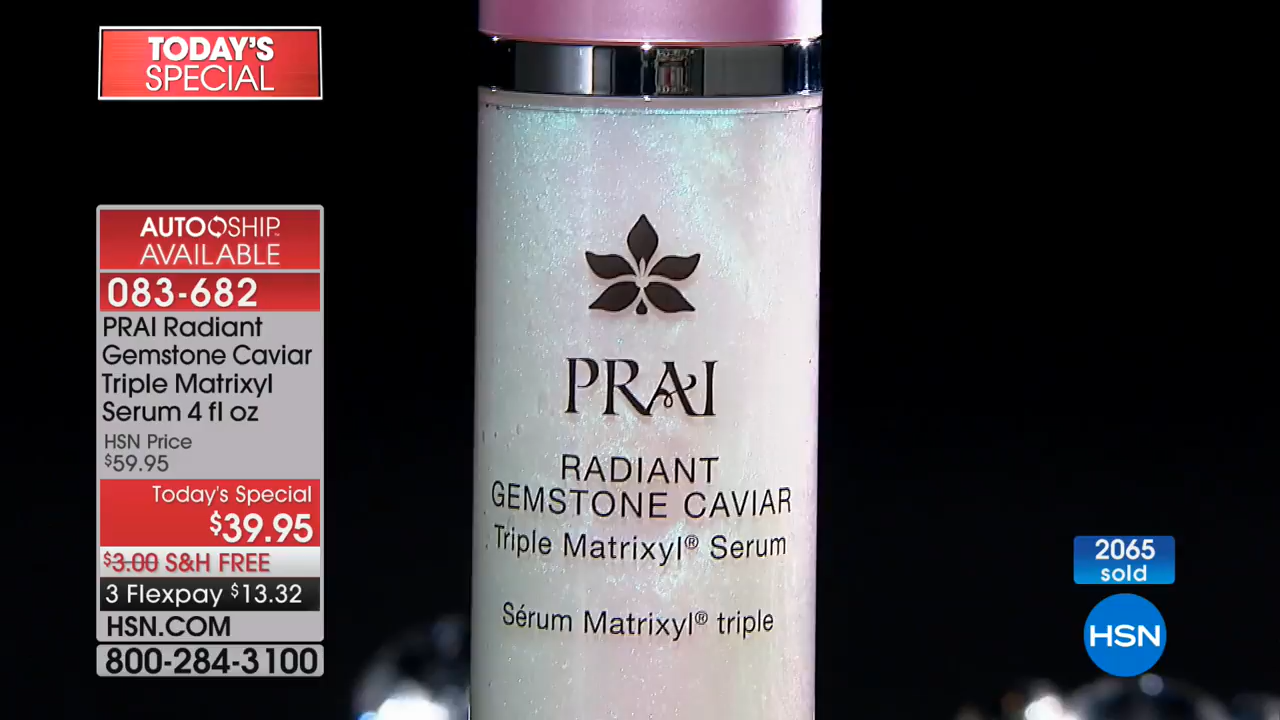 TODAY'S
SPECIAL
AUTOSHIP™
AVAILABLE
083-682
PRAI Radiant
Gemstone Caviar
Triple Matrixyl
Serum 4 fl oz
HSN Price
$59.95
Today's Special
$39.95
$3.00 S&H FREE
3 Flexpay $13.32
HSN.COM
800-284-3100
PRAI
RADIANT
GEMSTONE CAVIAR
Triple Matrixyl® Serum
Sérum Matrixyl® triple
2065
sold
HSN